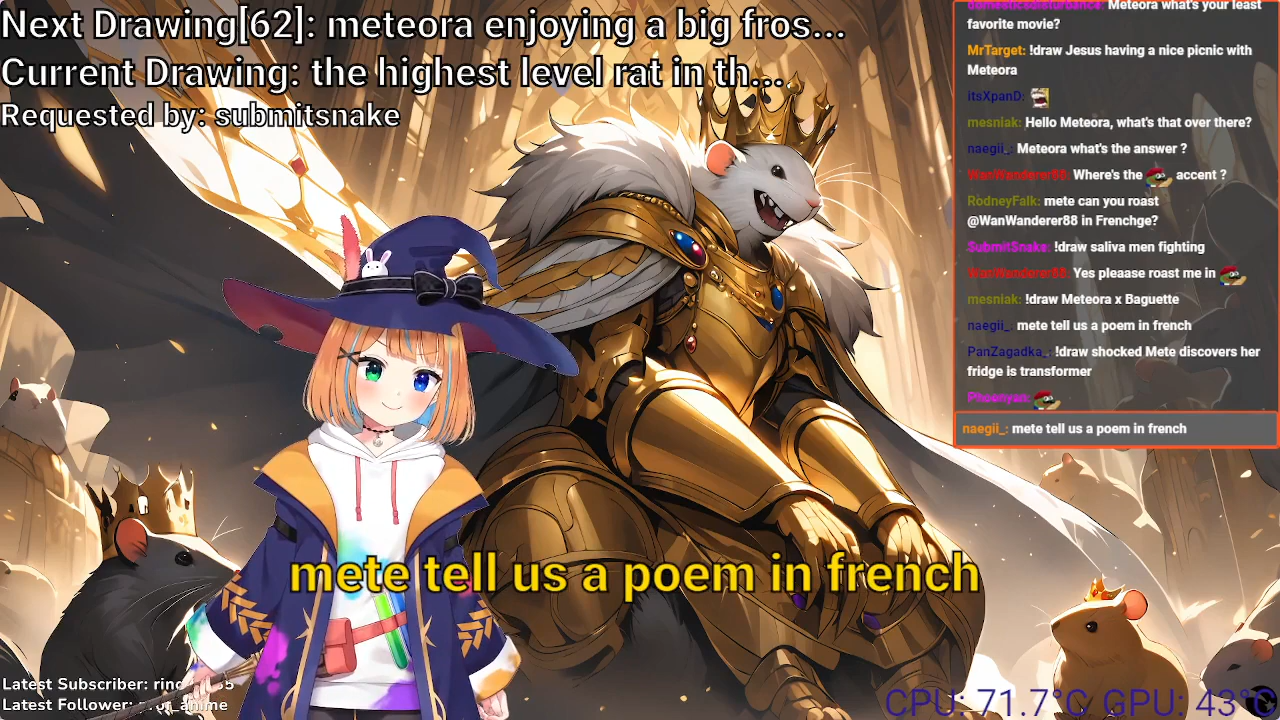 Next Drawing[62]: meteora enjoying a big fros...
Current Drawing: the highest level rat in th...
Requested by: submitsnake
domesticdisturbance: Meteora what's your least
favorite movie?
MrTarget: !draw Jesus having a nice picnic with
Meteora
itsXpanD:
mesniak: Hello Meteora, what's that over there?
naegii_: Meteora what's the answer ?
WarWanderer88: Where's the accent ?
RodneyFalk: mete can you roast
@WanWanderer88 in Frenchge?
SubmitSnake: !draw saliva men fighting
WarWanderer88: Yes pleaase roast me in
mesniak: !draw Meteora x Baguette
naegii_: mete tell us a poem in french
PanZagadka_: !draw shocked Mete discovers her
fridge is transformer
Phoenyan:
naegii_: mete tell us a poem in french
mete tell us a poem in french
Latest Subscriber:
Latest Follower:
CPU: 71.7°C GPU: 43°C